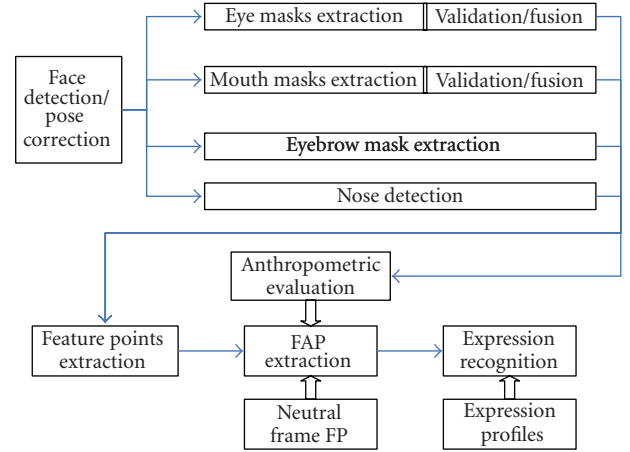 Eye masks extraction Validation/fusion
Face
detection/
pose
correction
Mouth masks extraction Validation/fusion
Eyebrow mask extraction
Nose detection
Anthropometric
evaluation
Feature points
extraction
FAP
extraction
Expression
recognition
Neutral
frame FP
Expression
profiles